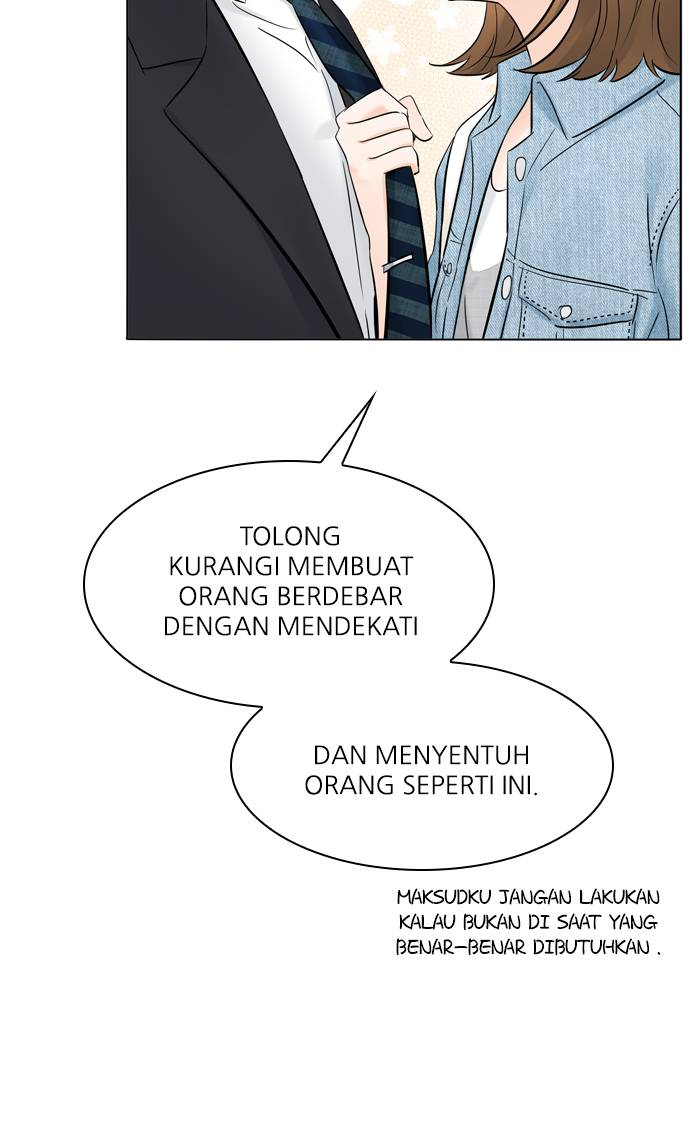 TOLONG
KURANGI MEMBUAT
ORANG BERDEBAR
DENGAN MENDEKATI
DAN MENYENTUH
ORANG SEPERTI INI.
MAKSUDKU JANGAN LAKUKAN
KALAU BUKAN DI SAAT YANG
BENAR-BENAR DIBUTUHKAN .